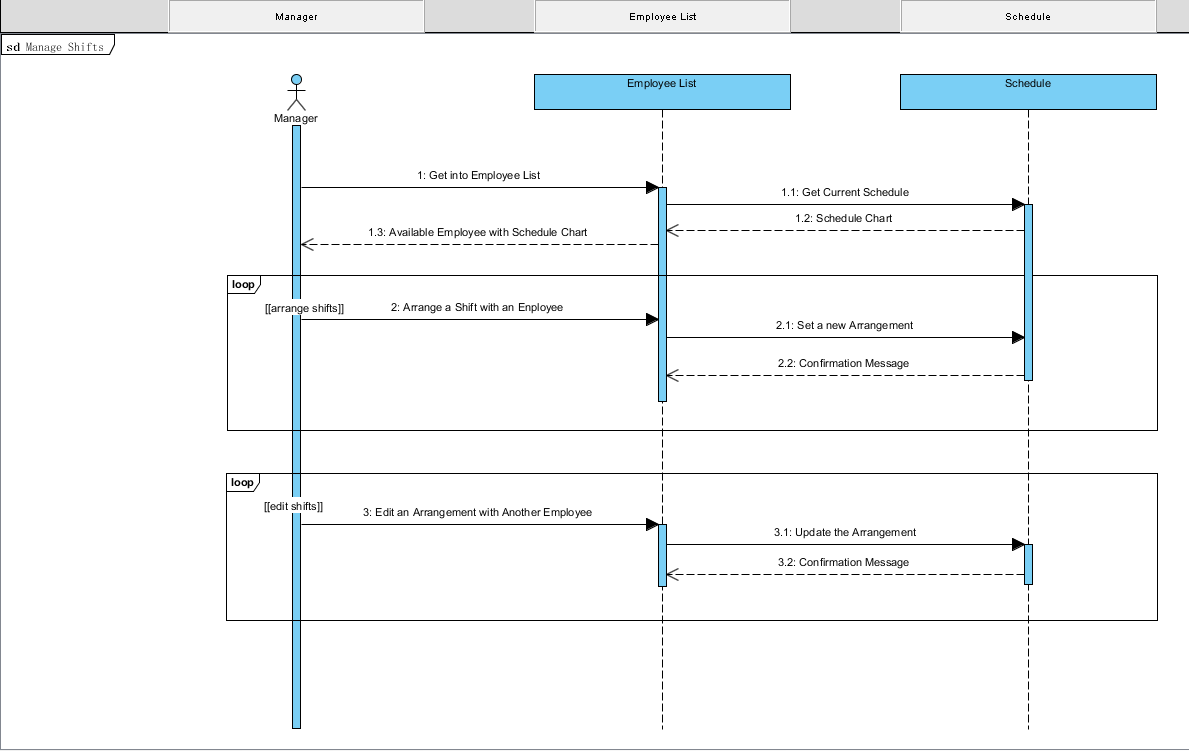 Manager
Employee List
Schedule
sd Manage Shifts
Employee List
Schedule
Manager
1: Get into Employee List
1.1: Get Current Schedule
1.2: Schedule Chart
1.3: Available Employee with Schedule Chart
loop
[[arrange shifts]]
2: Arrange a Shift with an Enployee
2.1: Set a new Arrangement
2.2: Confirmation Message
loop
[[edit shifts]]
3: Edit an Arrangement with Another Employee
3.1: Update the Arrangement
3.2: Confirmation Message